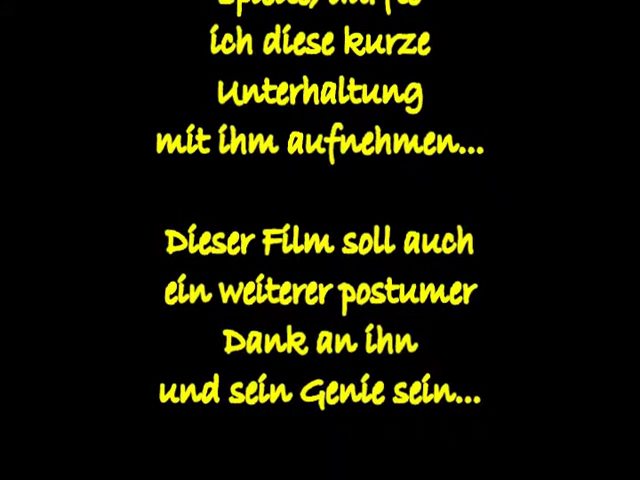 ich diese kurze
Unterhaltung
mit ihm aufnehmen...
Dieser Film soll auch
ein weiterer postumer
Dank an ihn
und sein Genie sein...